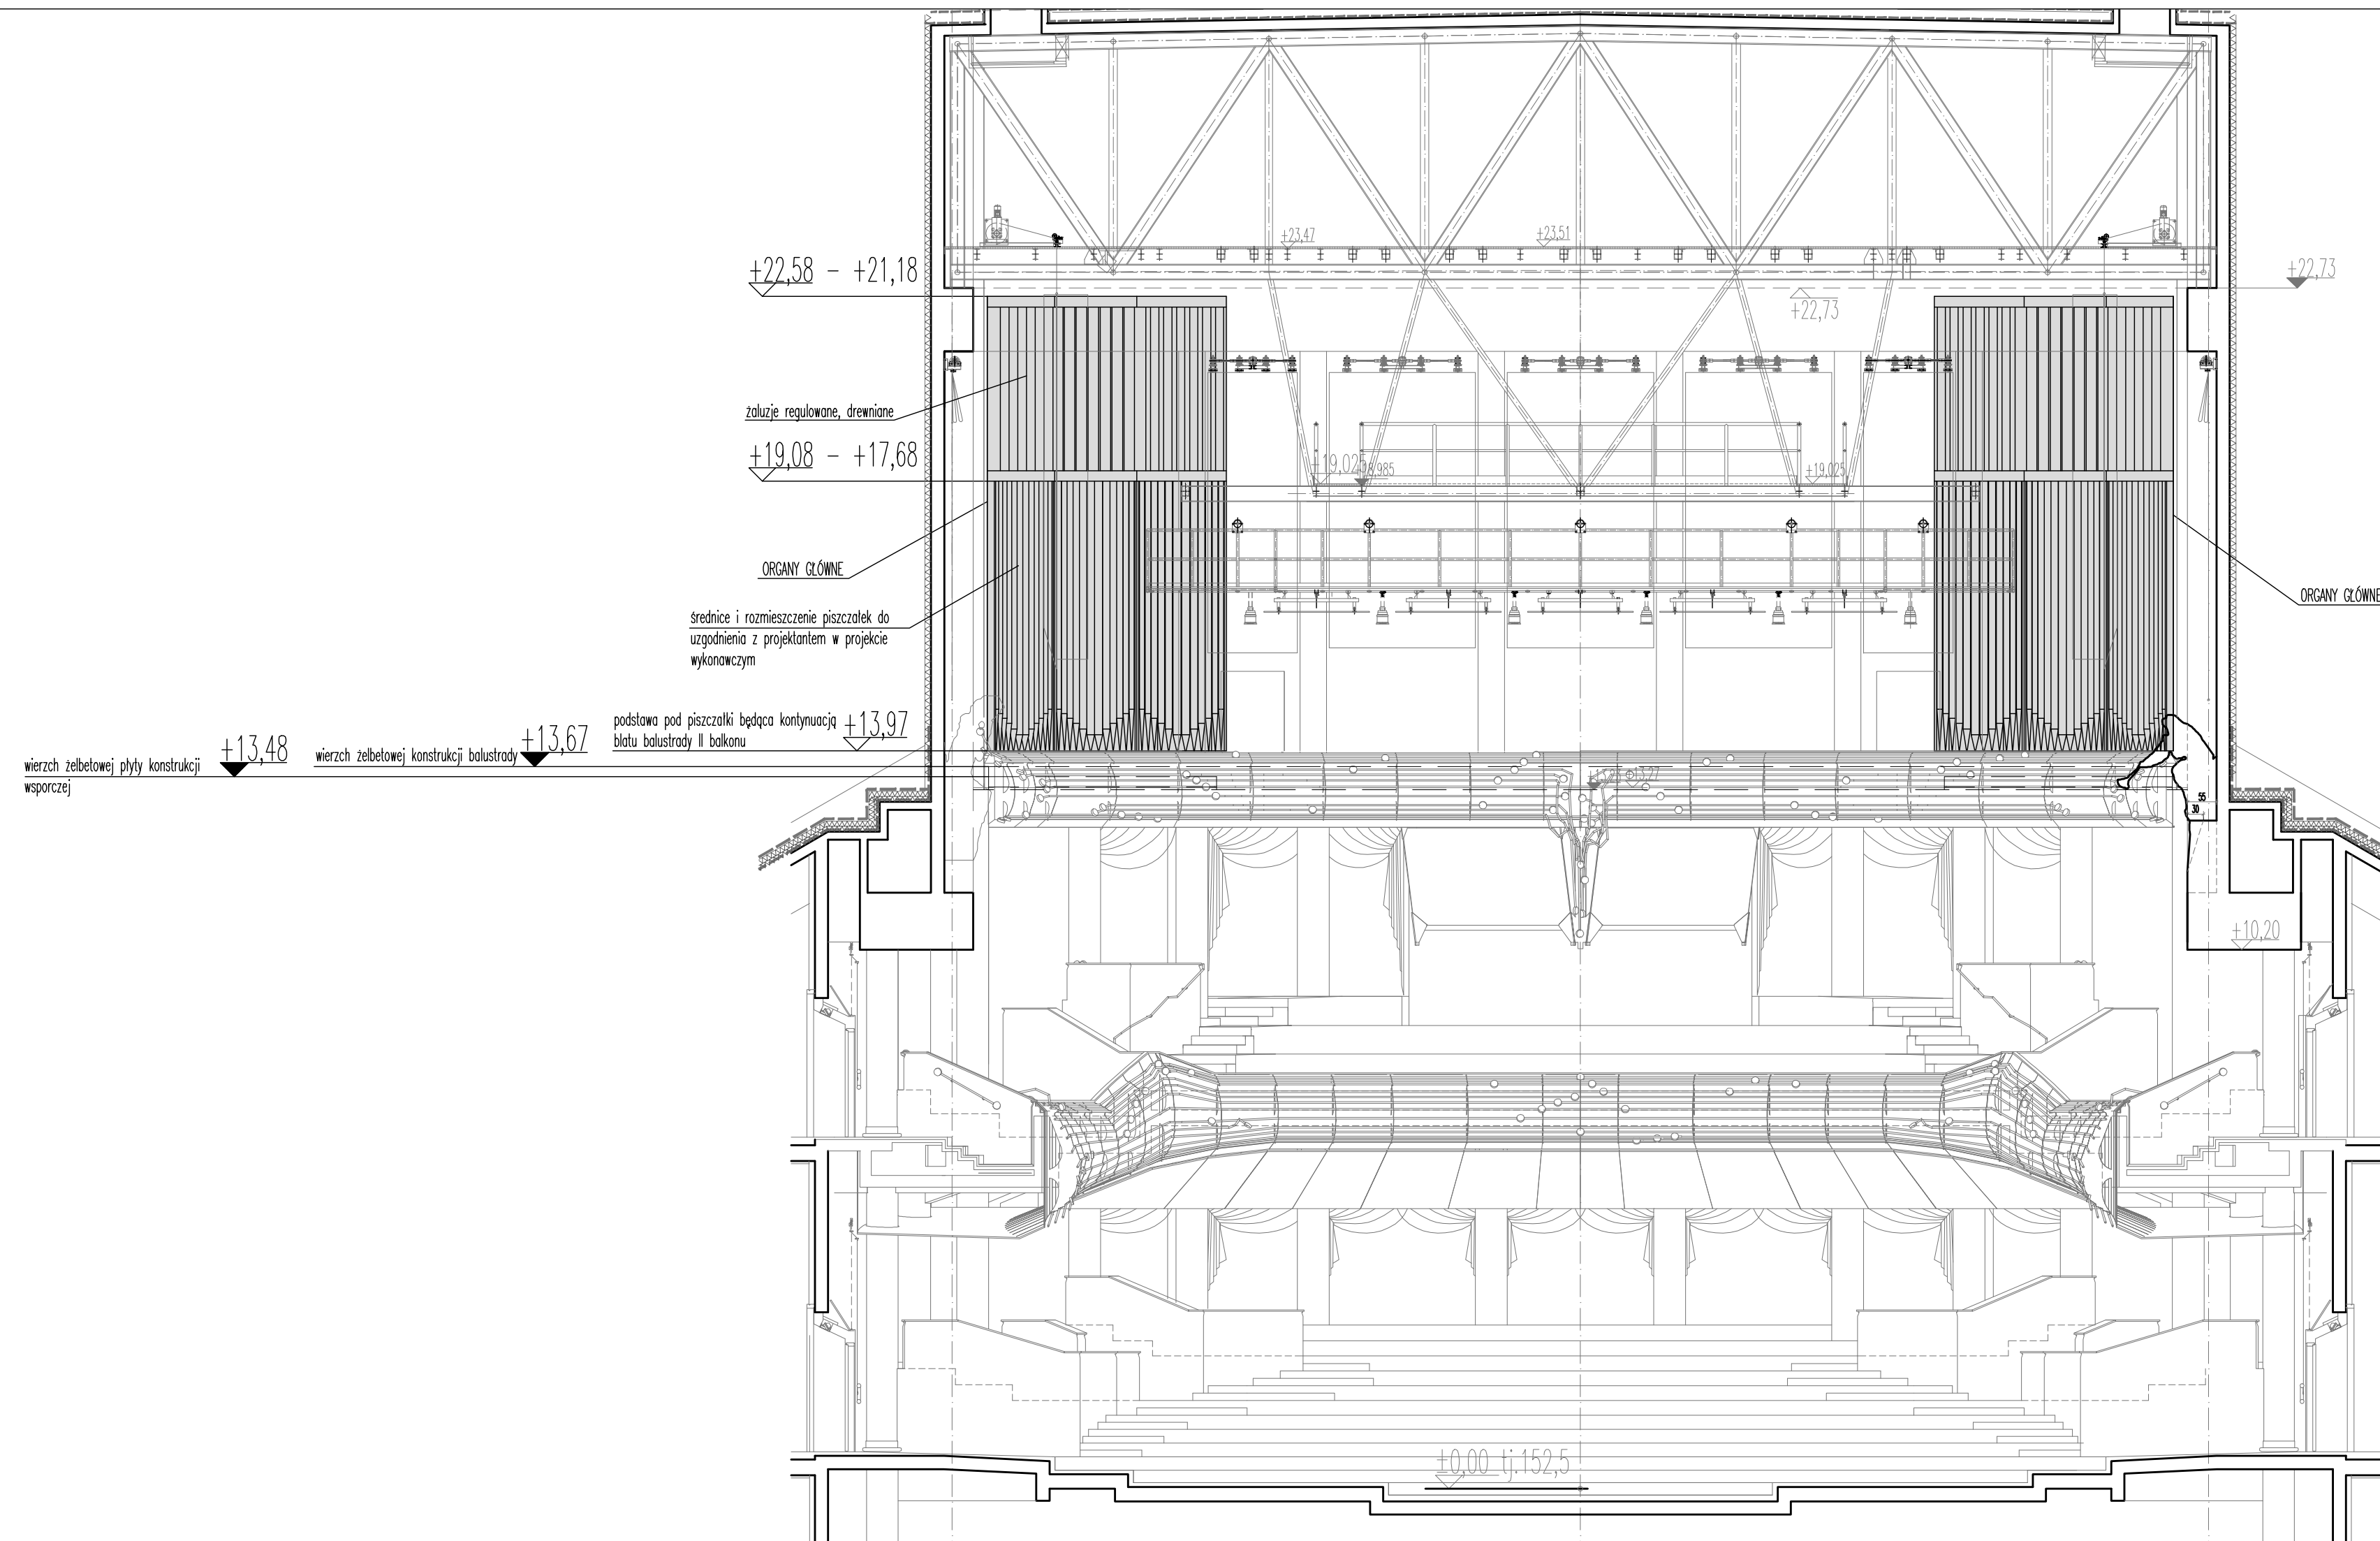 +23,47
+23,51
+22,58 - +21,18
+22,73
+22,73
żaluzje regulowane, drewniane
+19,08 - +17,68
+19,025
+19,025
ORGANY GŁÓWNE
ORGANY GŁÓWNE
średnice i rozmieszczenie piszczałek do
uzgodnienia z projektantem w projekcie
wykonawczym
podstawa pod piszczałki będąca kontynuacją
blatu balustrady II balkonu
+13,97
wierzch żelbetowej konstrukcji balustrady
+13,67
wierzch żelbetowej płyty konstrukcji
wsporczej
+13,48
55
30
+10,20
±0,00 tj.152,5